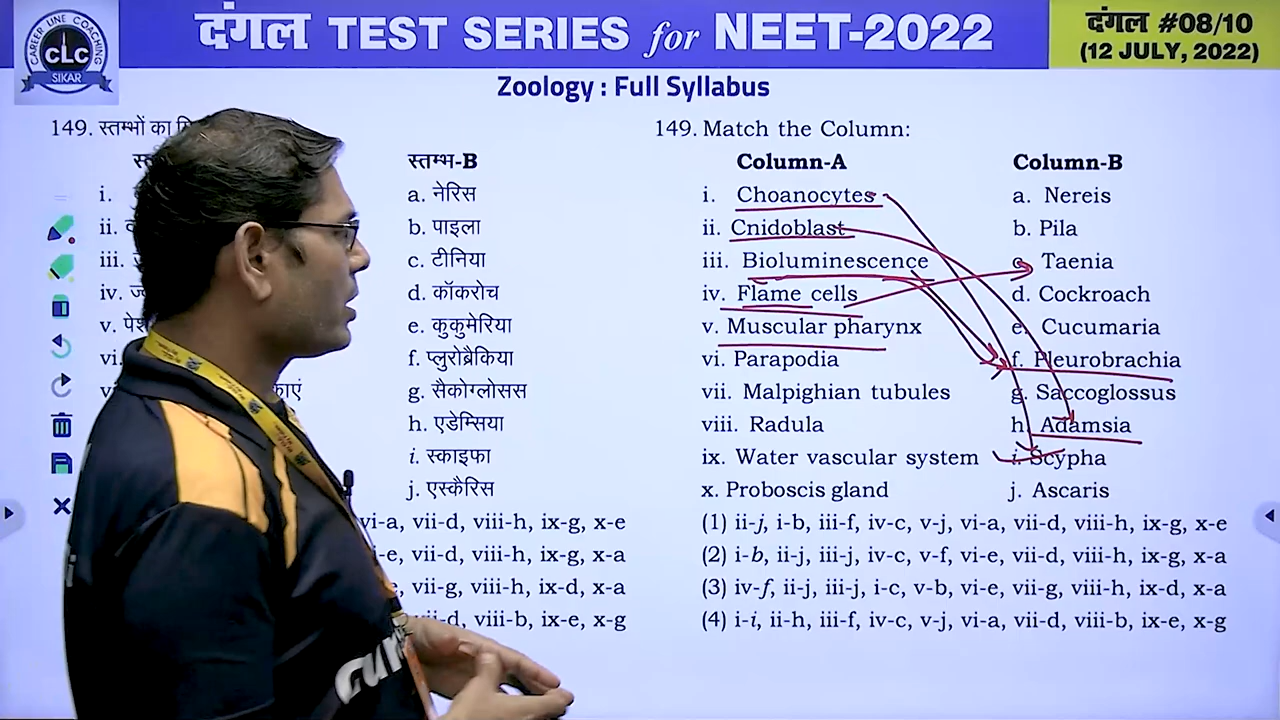 CAREER LINE COACHING
CLC
SIKAR
दंगल TEST SERIES for NEET-2022
दंगल #08/10
(12 JULY, 2022)
Zoology : Full Syllabus
149. स्तम्भों का
स्तम्भ-B
i.
a. नेरिस
ii.
b. पाइला
iii.
c. टीनिया
iv.
d. कॉकरोच
v.
e. कुकुमेरिया
vi.
f. प्लुरोब्रैकिया
g. सैकोग्लोसस
h. एडेम्सिया
i. स्काइफा
j. एस्कैरिस
vi-a, vii-d, viii-h, ix-g, x-e
i-e, vii-d, viii-h, ix-g, x-a
e, vii-g, viii-h, ix-d, x-a
vii-d, viii-b, ix-e, x-g
149. Match the Column:
Column-A Column-B
i. Choanocytes a. Nereis
ii. Cnidoblast b. Pila
iii. Bioluminescence c. Taenia
iv. Flame cells d. Cockroach
v. Muscular pharynx e. Cucumaria
vi. Parapodia f. Pleurobrachia
vii. Malpighian tubules g. Saccoglossus
viii. Radula h. Adamsia
ix. Water vascular system i. Scypha
x. Proboscis gland j. Ascaris
(1) ii-j, i-b, iii-f, iv-c, v-j, vi-a, vii-d, viii-h, ix-g, x-e
(2) i-b, ii-j, iii-j, iv-c, v-f, vi-e, vii-d, viii-h, ix-g, x-a
(3) iv-f, ii-j, iii-j, i-c, v-b, vi-e, vii-g, viii-h, ix-d, x-a
(4) i-i, ii-h, iii-f, iv-c, v-j, vi-a, vii-d, viii-b, ix-e, x-g